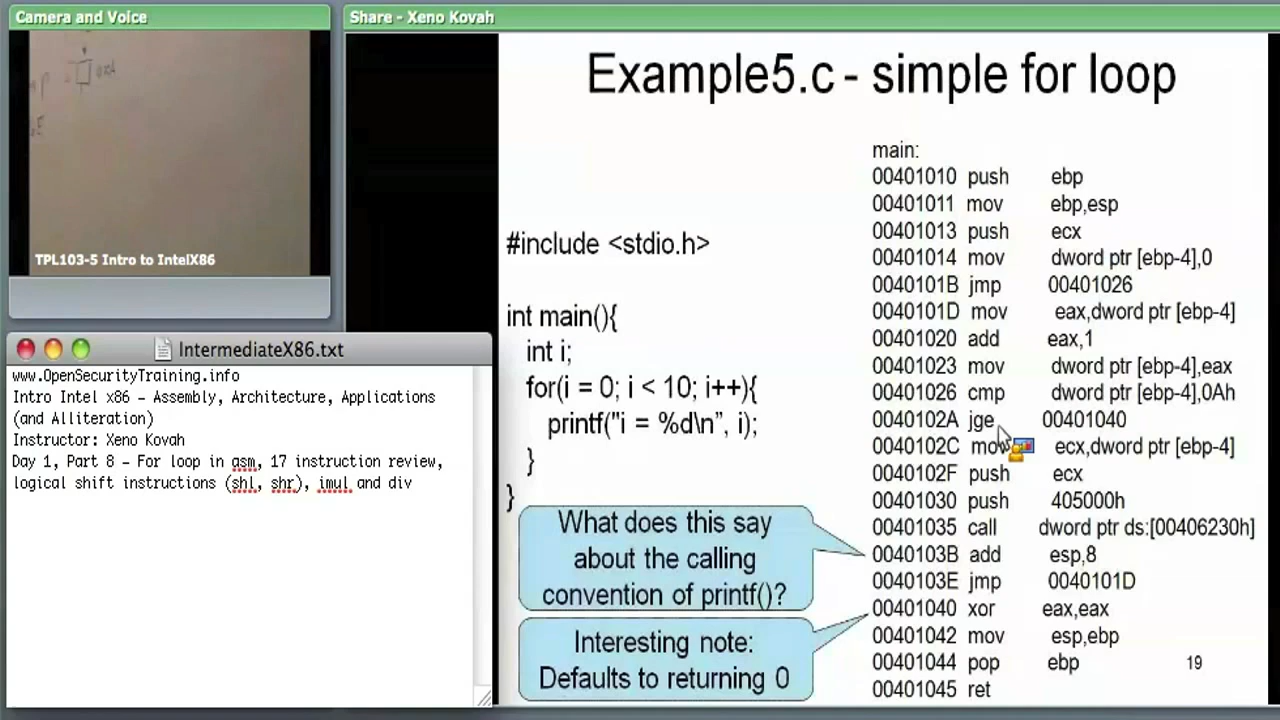 Camera and Voice
TPL103-5 Intro to IntelX86
IntermediateX86.txt
www.OpenSecurityTraining.info
Intro Intel x86 – Assembly, Architecture, Applications
(and Alliteration)
Instructor: Xeno Kovah
Day 1, Part 8 – For loop in asm, 17 instruction review,
logical shift instructions (shl, shr), imul and div
Share - Xeno Kovah
Example5.c - simple for loop
#include <stdio.h>
int main(){
int i;
for(i = 0; i < 10; i++){
printf("i = %d\n", i);
}
}
What does this say
about the calling
convention of printf()?
Interesting note:
Defaults to returning 0
main:
00401010 push ebp
00401011 mov ebp,esp
00401013 push ecx
00401014 mov dword ptr [ebp-4],0
0040101B jmp 00401026
0040101D mov eax,dword ptr [ebp-4]
00401020 add eax,1
00401023 mov dword ptr [ebp-4],eax
00401026 cmp dword ptr [ebp-4],0Ah
0040102A jge 00401040
0040102C mov ecx,dword ptr [ebp-4]
0040102F push ecx
00401030 push 405000h
00401035 call dword ptr ds:[00406230h]
0040103B add esp,8
0040103E jmp 0040101D
00401040 xor eax,eax
00401042 mov esp,ebp
00401044 pop ebp
00401045 ret
19